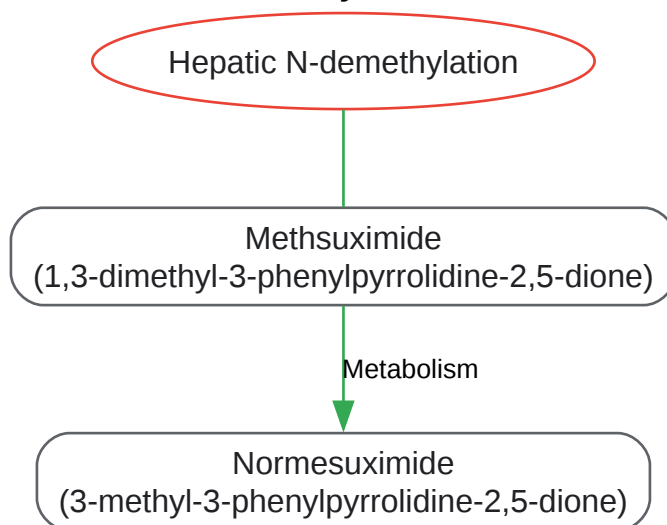 Hepatic N-demethylation
Methsuximide
(1,3-dimethyl-3-phenylpyrrolidine-2,5-dione)
Metabolism
Normesuximide
(3-methyl-3-phenylpyrrolidine-2,5-dione)